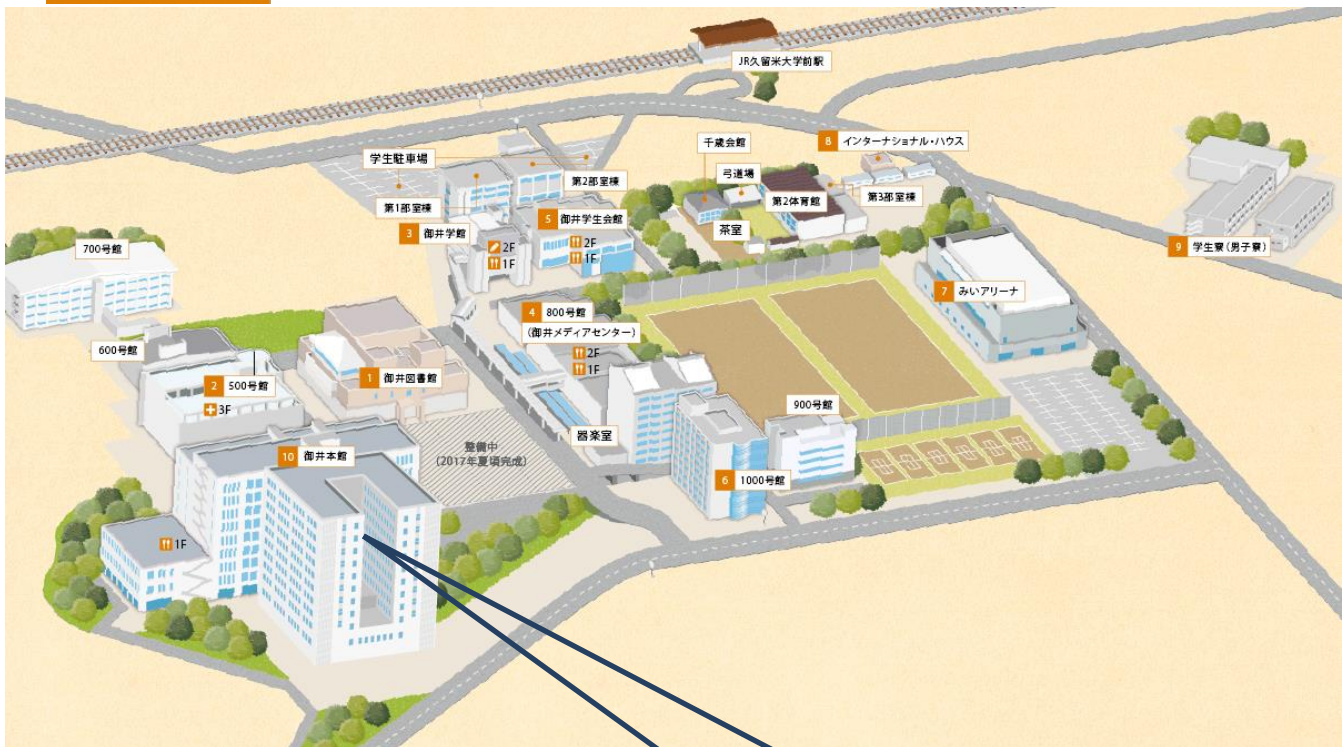 JR久留米大学前駅
8 インターナショナル・ハウス
千歳会館
学生駐車場
弓道場
第2部室棟
第2体育館
第3部室棟
第1部室棟
5 御井学生会館
茶室
3 御井学館
9 学生寮(男子寮)
2F
2F
1F
1F
700号館
7 みいアリーナ
4 800号館
(御井メディアセンター)
600号館
2F
1F
1 御井図書館
2 500号館
3F
900号館
器楽室
整備中
(2017年夏頃完成)
10 御井本館
6 1000号館
1F